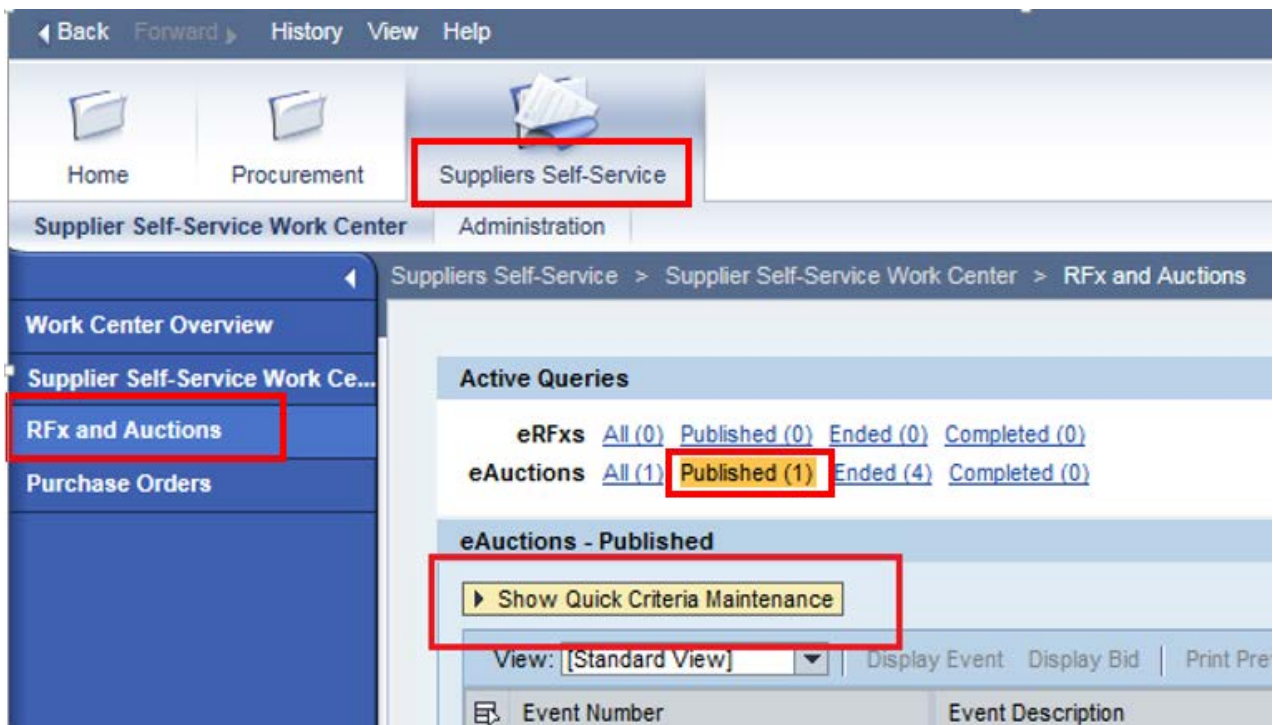 Back Forward History View Help
Home Procurement Suppliers Self-Service
Supplier Self-Service Work Center Administration
Suppliers Self-Service > Supplier Self-Service Work Center > RFx and Auctions
Work Center Overview
Supplier Self-Service Work Ce...
RFx and Auctions
Purchase Orders
Active Queries
eRFxs All (0) Published (0) Ended (0) Completed (0)
eAuctions All (1) Published (1) Ended (4) Completed (0)
eAuctions - Published
Show Quick Criteria Maintenance
View: [Standard View] Display Event Display Bid Print Pre
Event Number Event Description